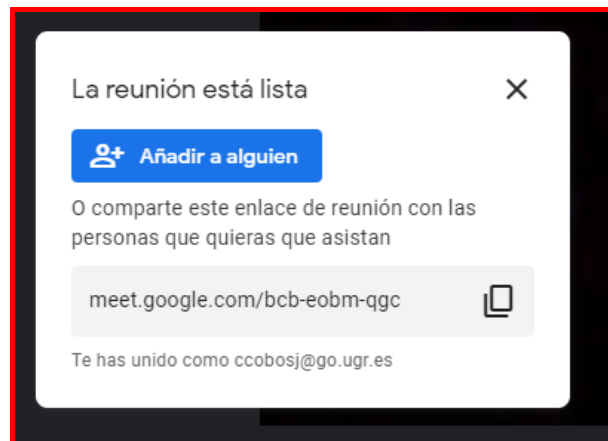 La reunión está lista
Añadir a alguien
O comparte este enlace de reunión con las
personas que quieras que asistan
meet.google.com/bcb-eobm-qgc
Te has unido como ccobosj@go.ugr.es